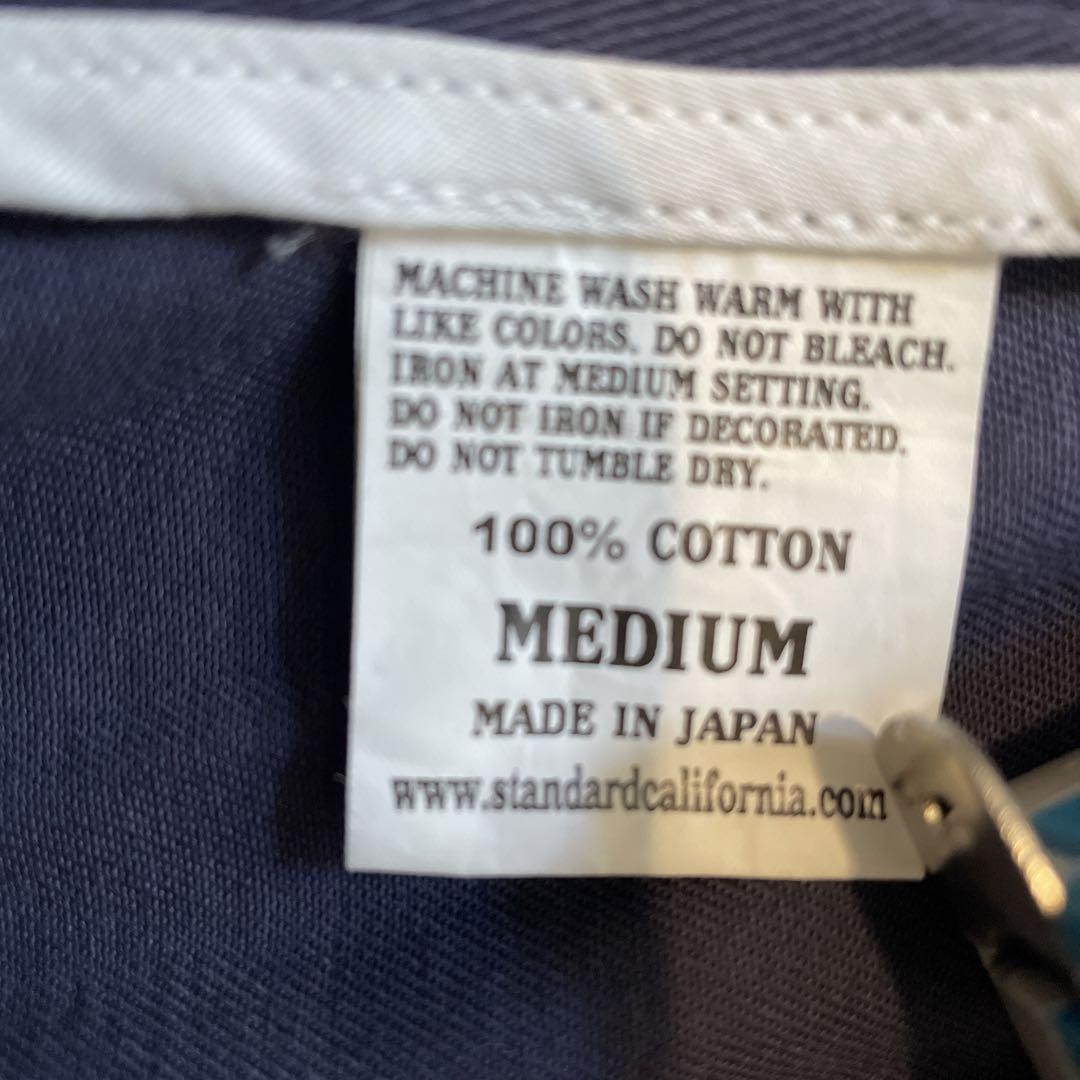 MACHINE WASH WARM WITH
LIKE COLORS. DO NOT BLEACH.
IRON AT MEDIUM SETTING.
DO NOT IRON IF DECORATED.
DO NOT TUMBLE DRY.
100% COTTON
MEDIUM
MADE IN JAPAN
www.standardcalifornia.com